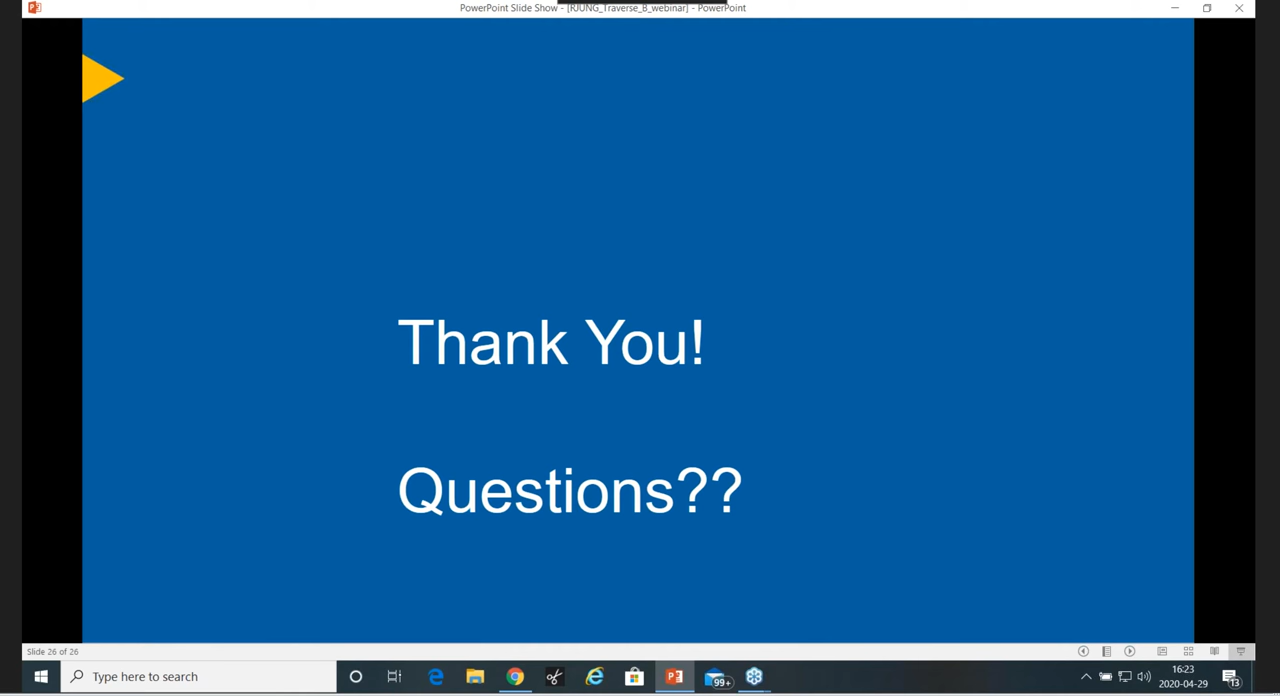 PowerPoint Slide Show - [RJUNG_Traverse_B_webinar] - PowerPoint
Thank You!
Questions??
Slide 26 of 26
Type here to search
99+
16:23
2020-04-29
13